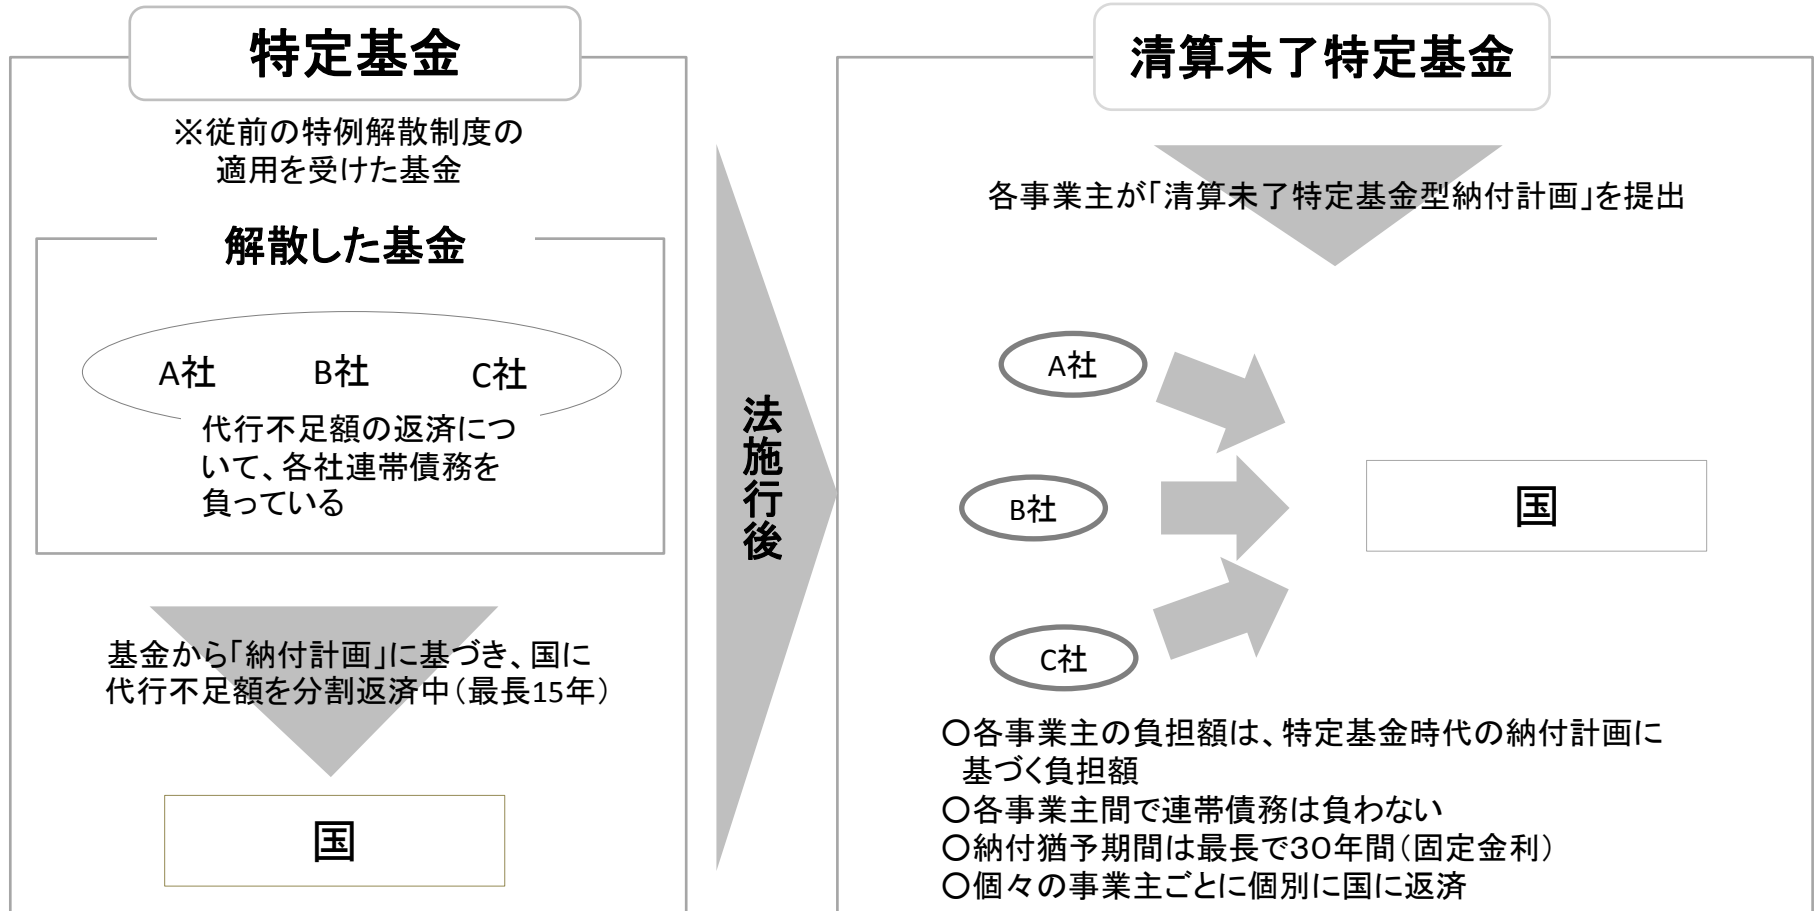 特定基金
※従前の特例解散制度の
適用を受けた基金
解散した基金
A社 B社 C社
代行不足額の返済につ
いて、各社連帯債務を
負っている
基金から「納付計画」に基づき、国に
代行不足額を分割返済中（最長15年）
国
法施行後
清算未了特定基金
各事業主が「清算未了特定基金型納付計画」を提出
A社
B社
C社
国
〇各事業主の負担額は、特定基金時代の納付計画に
基づく負担額
〇各事業主間で連帯債務は負わない
〇納付猶予期間は最長で３０年間（固定金利）
〇個々の事業主ごとに個別に国に返済